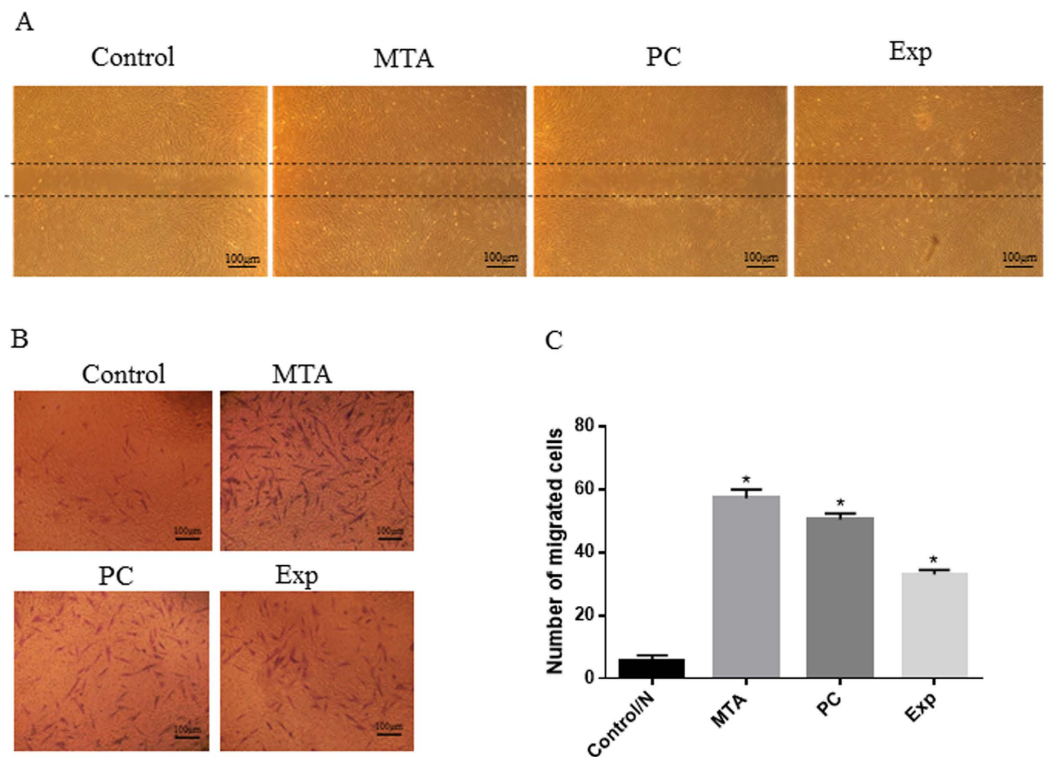 A
Control MTA PC Exp
100μm 100μm 100μm 100μm
B
Control MTA
100μm 100μm
PC Exp
100μm 100μm
C
80
60
40
20
0
Number of migrated cells
* * *
Control/N MTA PC Exp